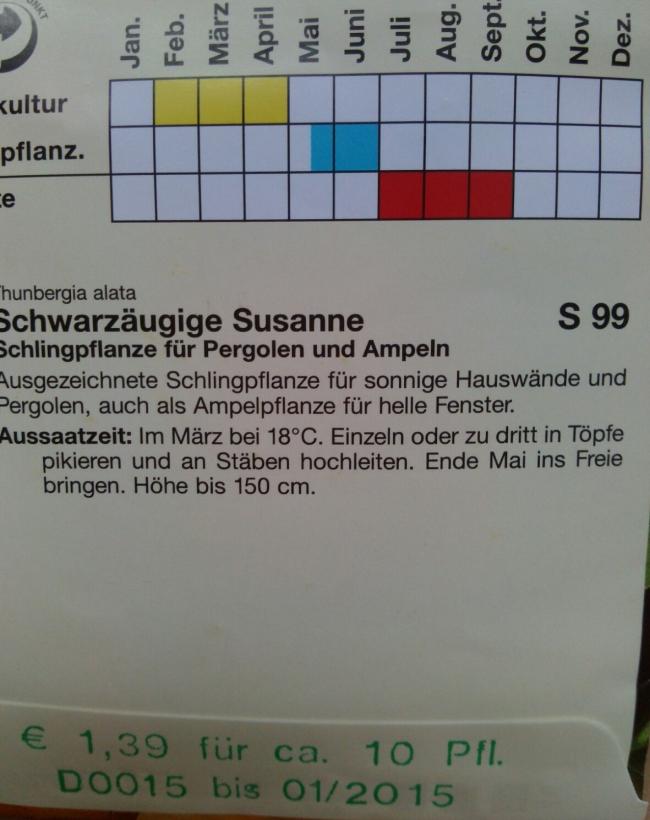 PUNKT
Jan. Feb. März April Mai Juni Juli Aug. Sept. Okt. Nov. Dez.
kultur
pflanz.
te
Thunbergia alata
Schwarzäugige Susanne S 99
Schlingpflanze für Pergolen und Ampeln
Ausgezeichnete Schlingpflanze für sonnige Hauswände und
Pergolen, auch als Ampelpflanze für helle Fenster.
Aussaatzeit: Im März bei 18°C. Einzeln oder zu dritt in Töpfe
pikieren und an Stäben hochleiten. Ende Mai ins Freie
bringen. Höhe bis 150 cm.
€ 1,39 für ca. 10 Pfl.
D0015 bis 01/2015